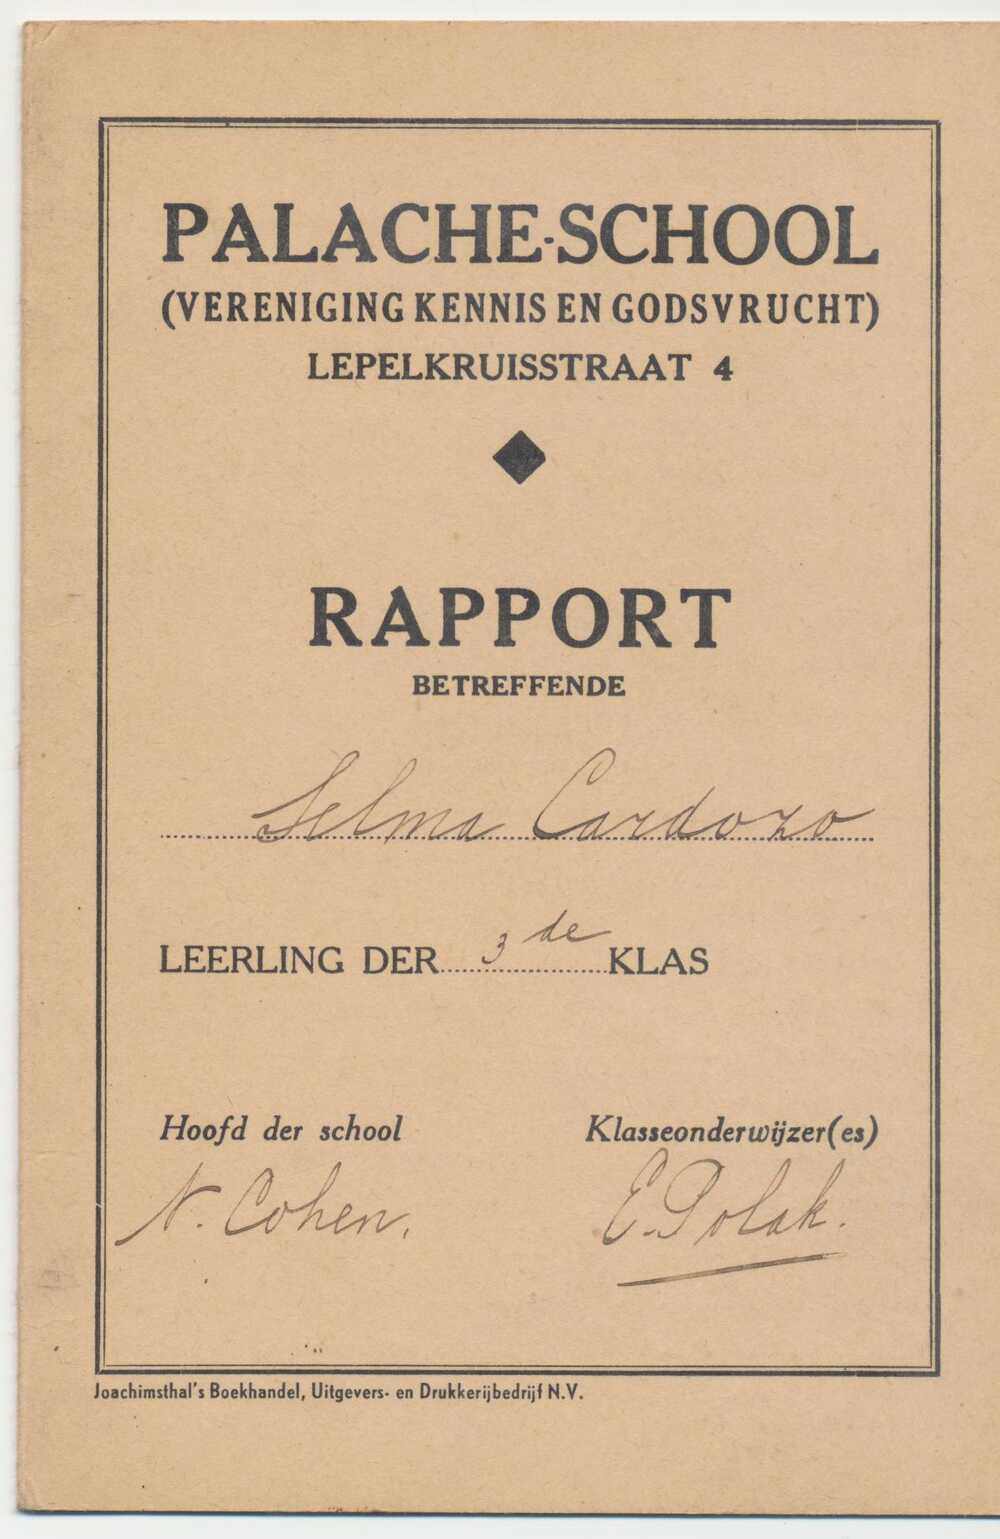 PALACHE-SCHOOL
(VERENIGING KENNIS EN GODSVRUCHT)
LEPELKRUISSTRAAT 4
RAPPORT
BETREFFENDE
Selma Cardozo
LEERLING DER 3de KLAS
Hoofd der school Klasseonderwijzer(es)
N. Cohen. E. Polak.
Joachimsthal's Boekhandel, Uitgevers- en Drukkerijbedrijf N.V.